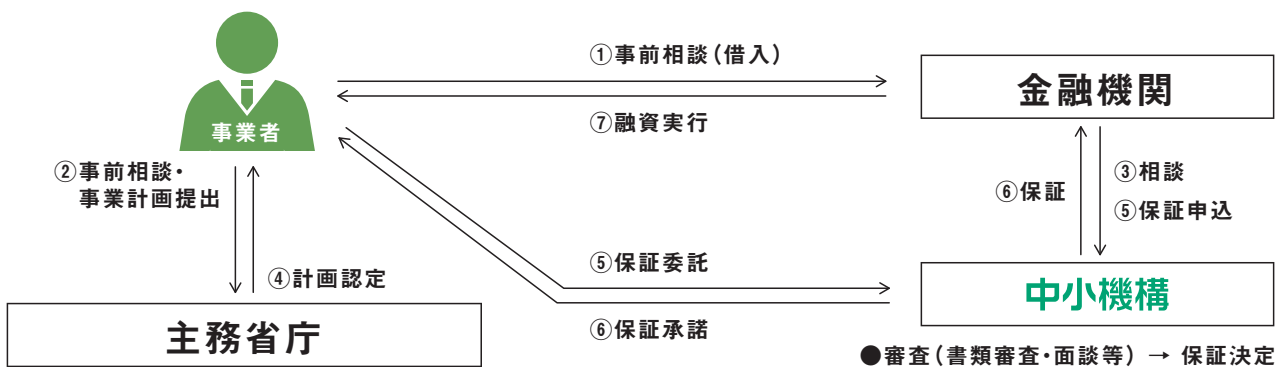 ①事前相談(借入)
金融機関
事業者
⑦融資実行
②事前相談・
事業計画提出
③相談
⑥保証
⑤保証申込
④計画認定
⑤保証委託
中小機構
主務省庁
⑥保証承諾
●審査(書類審査・面談等) → 保証決定